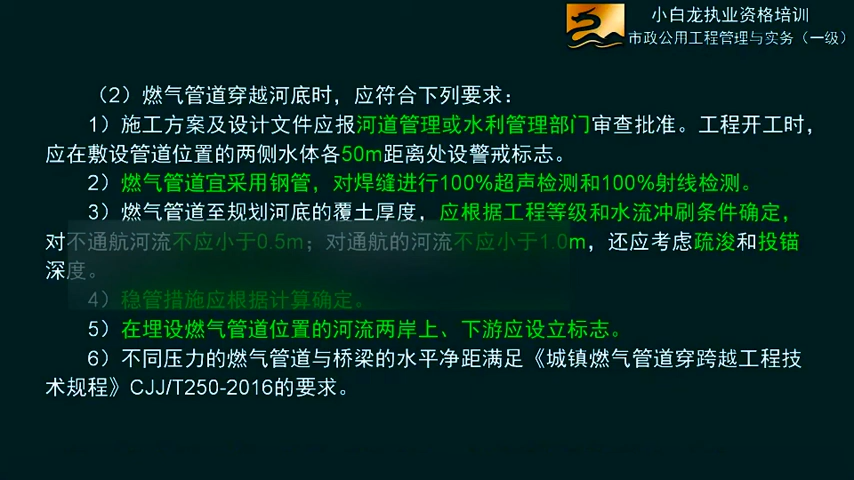 小白龙执业资格培训
市政公用工程管理与实务（一级）
（2）燃气管道穿越河底时，应符合下列要求：
1）施工方案及设计文件应报河道管理或水利管理部门审查批准。工程开工时，
应在敷设管道位置的两侧水体各50m距离处设警戒标志。
2）燃气管道宜采用钢管，对焊缝进行100%超声检测和100%射线检测。
3）燃气管道至规划河底的覆土厚度，应根据工程等级和水流冲刷条件确定，
对不通航河流不应小于0.5m；对通航的河流不应小于1.0m，还应考虑疏浚和投锚
深度。
4）稳管措施应根据计算确定。
5）在埋设燃气管道位置的河流两岸上、下游应设立标志。
6）不同压力的燃气管道与桥梁的水平净距满足《城镇燃气管道穿跨越工程技
术规程》CJJ/T250-2016的要求。